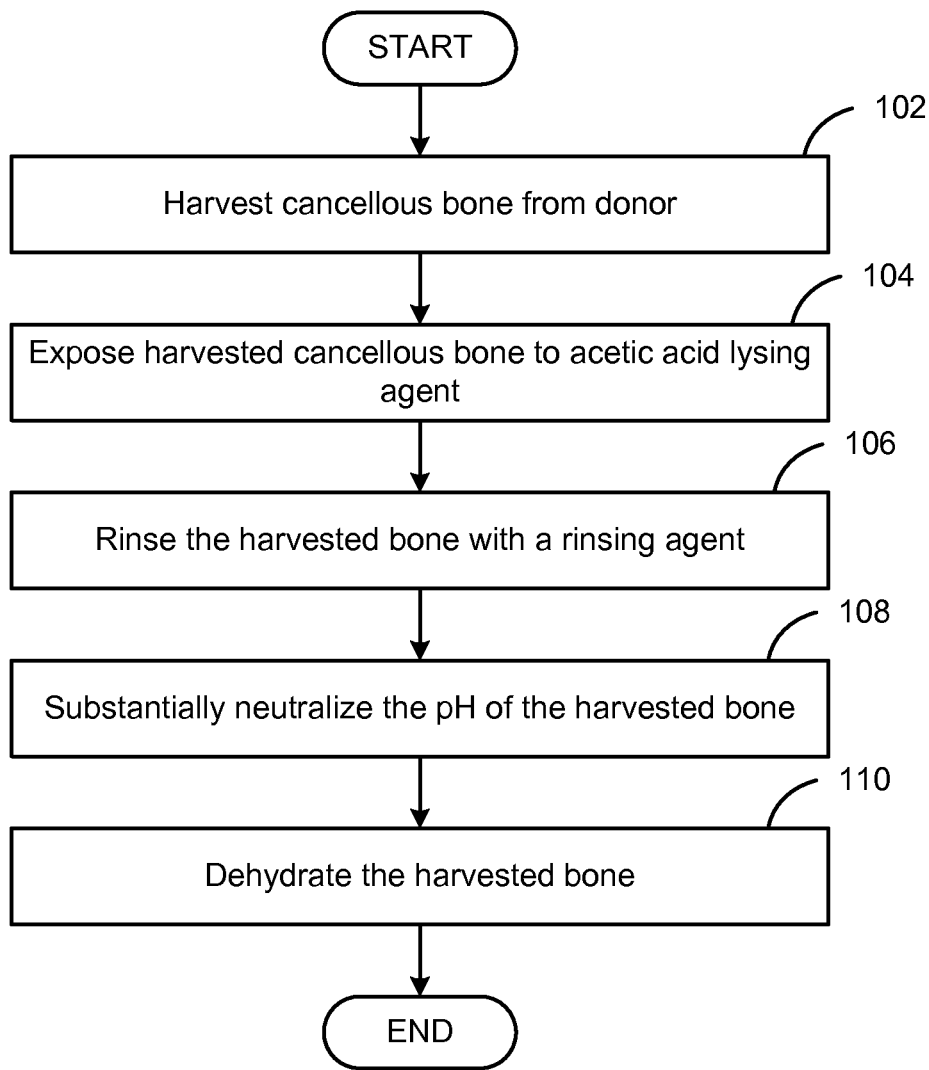 START
102
Harvest cancellous bone from donor
104
Expose harvested cancellous bone to acetic acid lysing
agent
106
Rinse the harvested bone with a rinsing agent
108
Substantially neutralize the pH of the harvested bone
110
Dehydrate the harvested bone
END